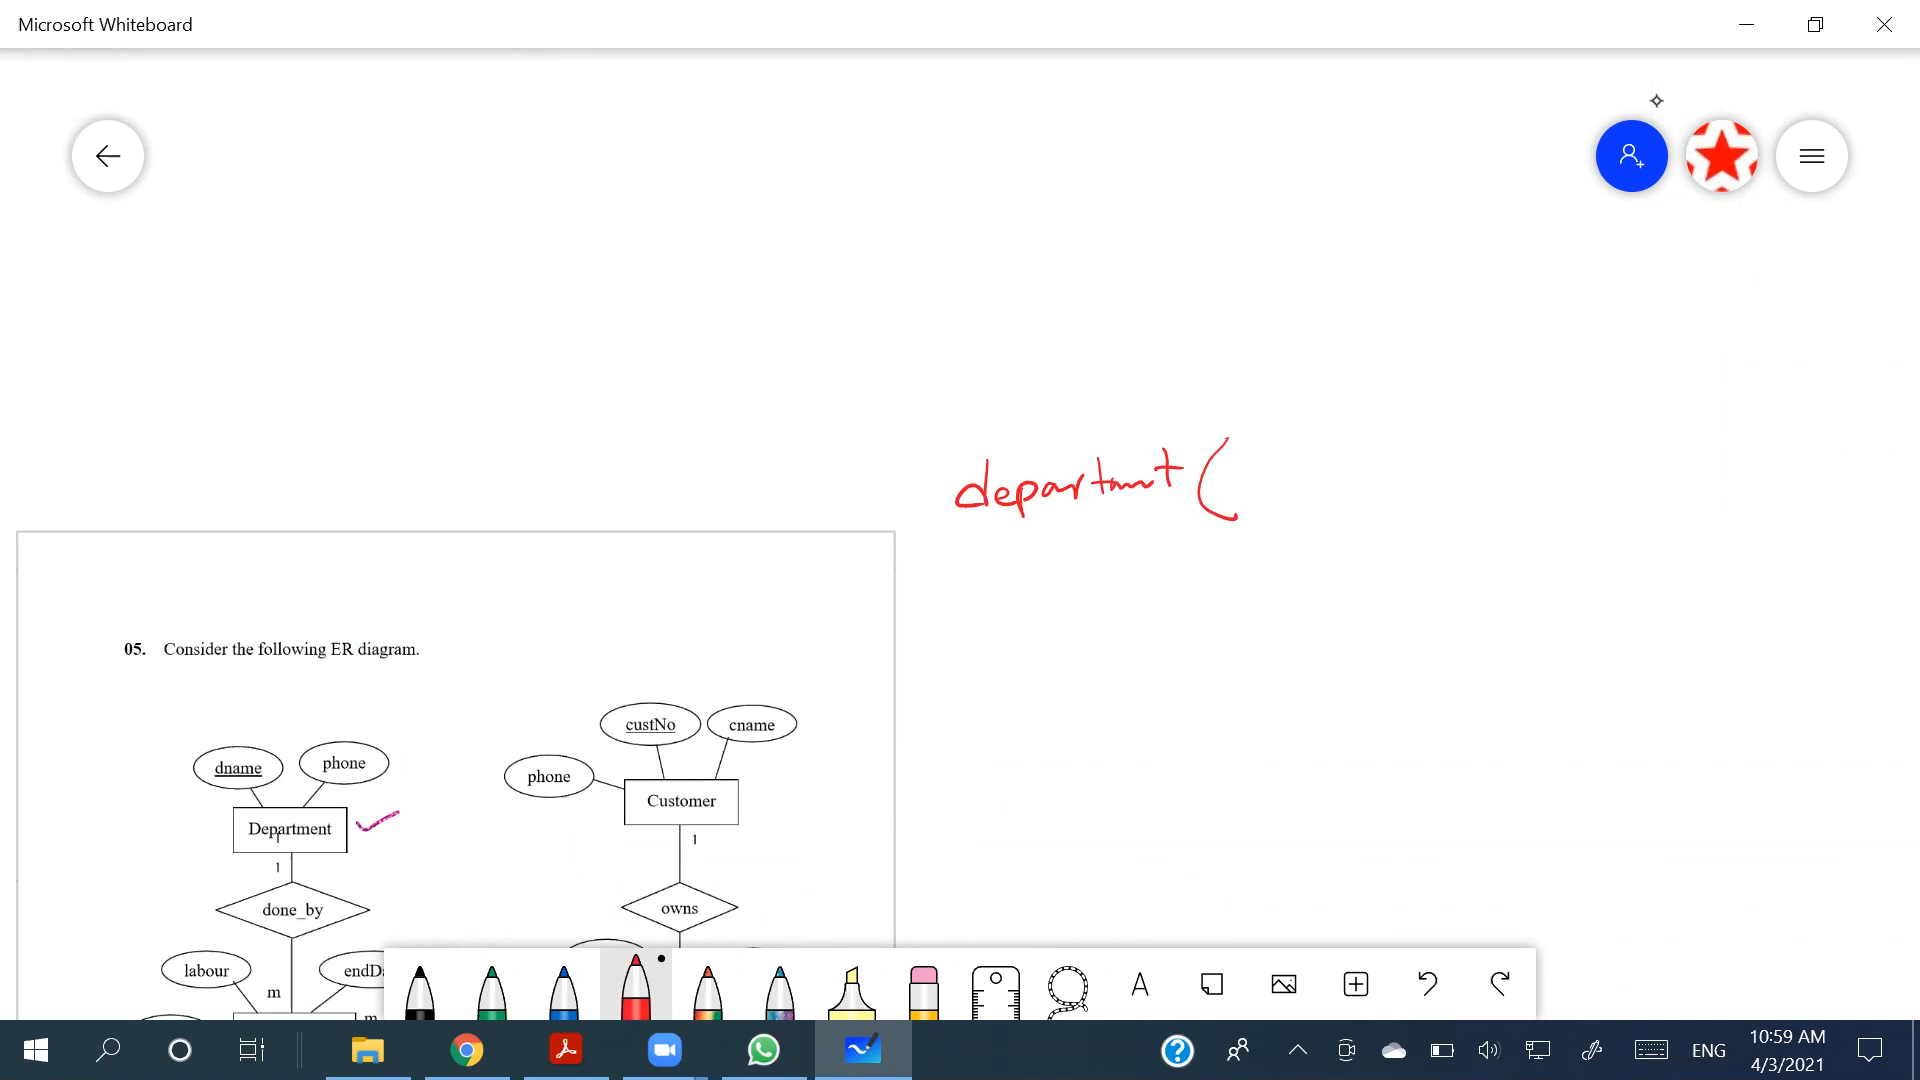 Microsoft Whiteboard
department (
05. Consider the following ER diagram.
custNo
cname
dname
phone
phone
Customer
Department
1
1
done_by
owns
labour
endDa
m
m
A
ENG
10:59 AM
4/3/2021